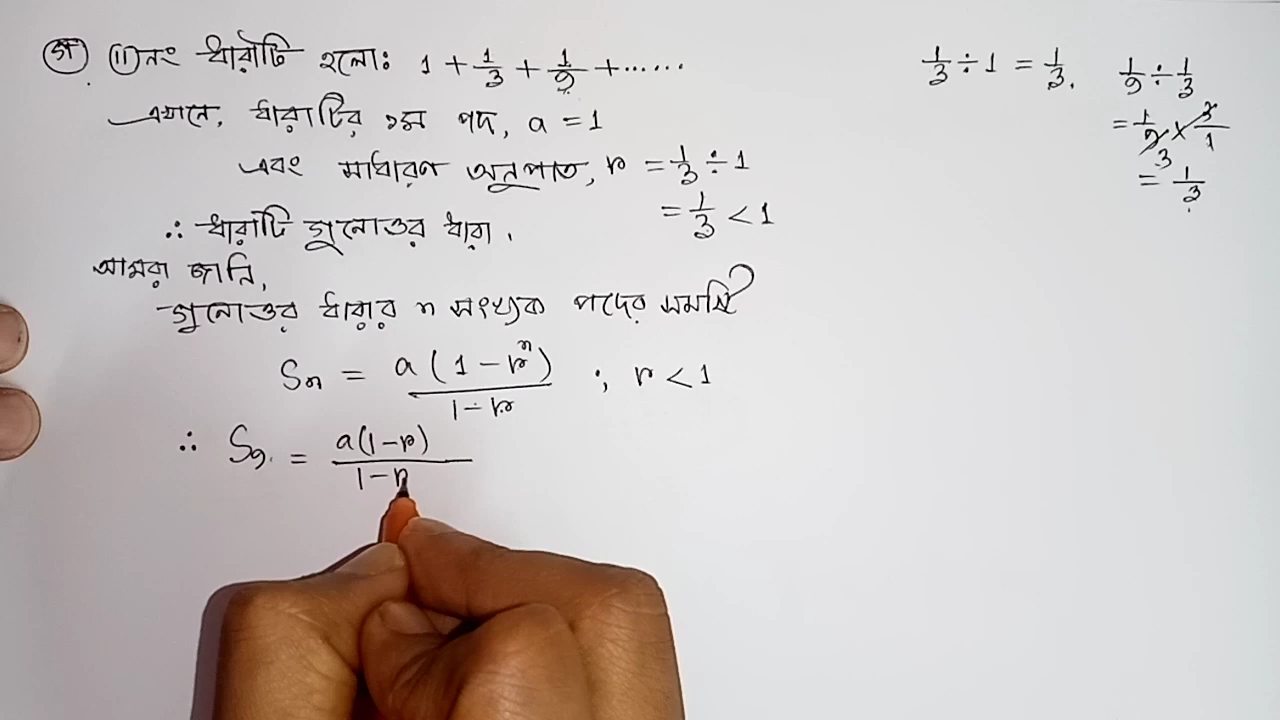 গ (ii) নং ধারাটি হলোঃ 1 + 1/3 + 1/9 + ......
এখানে, ধারাটির ১ম পদ, a = 1
এবং সাধারণ অনুপাত, r = 1/3 ÷ 1
= 1/3 < 1
∴ ধারাটি গুনোত্তর ধারা।
আমরা জানি,
গুনোত্তর ধারার n সংখ্যক পদের সমষ্টি
Sn = a(1-r^n)/1-r ; r < 1
∴ S9 = a(1-r)/1-r
1/3 ÷ 1 = 1/3.
1/9 ÷ 1/3
= 1/9 × 3/1
3
= 1/3